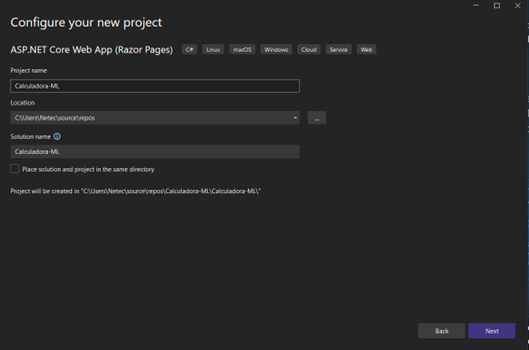 Configure your new project
ASP.NET Core Web App (Razor Pages) C# Linux macOS Windows Cloud Service Web
Project name
Calculadora-ML
Location
C:\Users\Netec\source\repos
...
Solution name
Calculadora-ML
Place solution and project in the same directory
Project will be created in "C:\Users\Netec\source\repos\Calculadora-ML\Calculadora-ML\"
Back Next